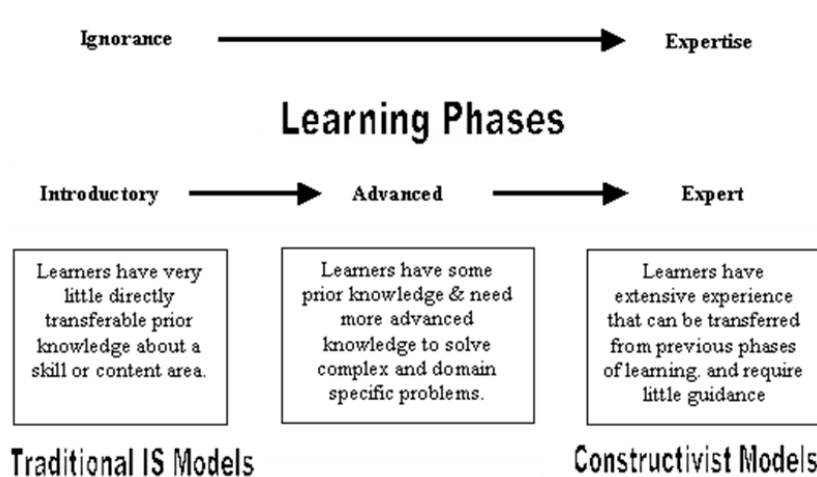 Ignorance Expertise
Learning Phases
Introductory Advanced Expert
Learners have very
little directly
transferable prior
knowledge about a
skill or content area.
Learners have some
prior knowledge & need
more advanced
knowledge to solve
complex and domain
specific problems.
Learners have
extensive experience
that can be transferred
from previous phases
of learning. and require
little guidance
Traditional IS Models
Constructivist Models